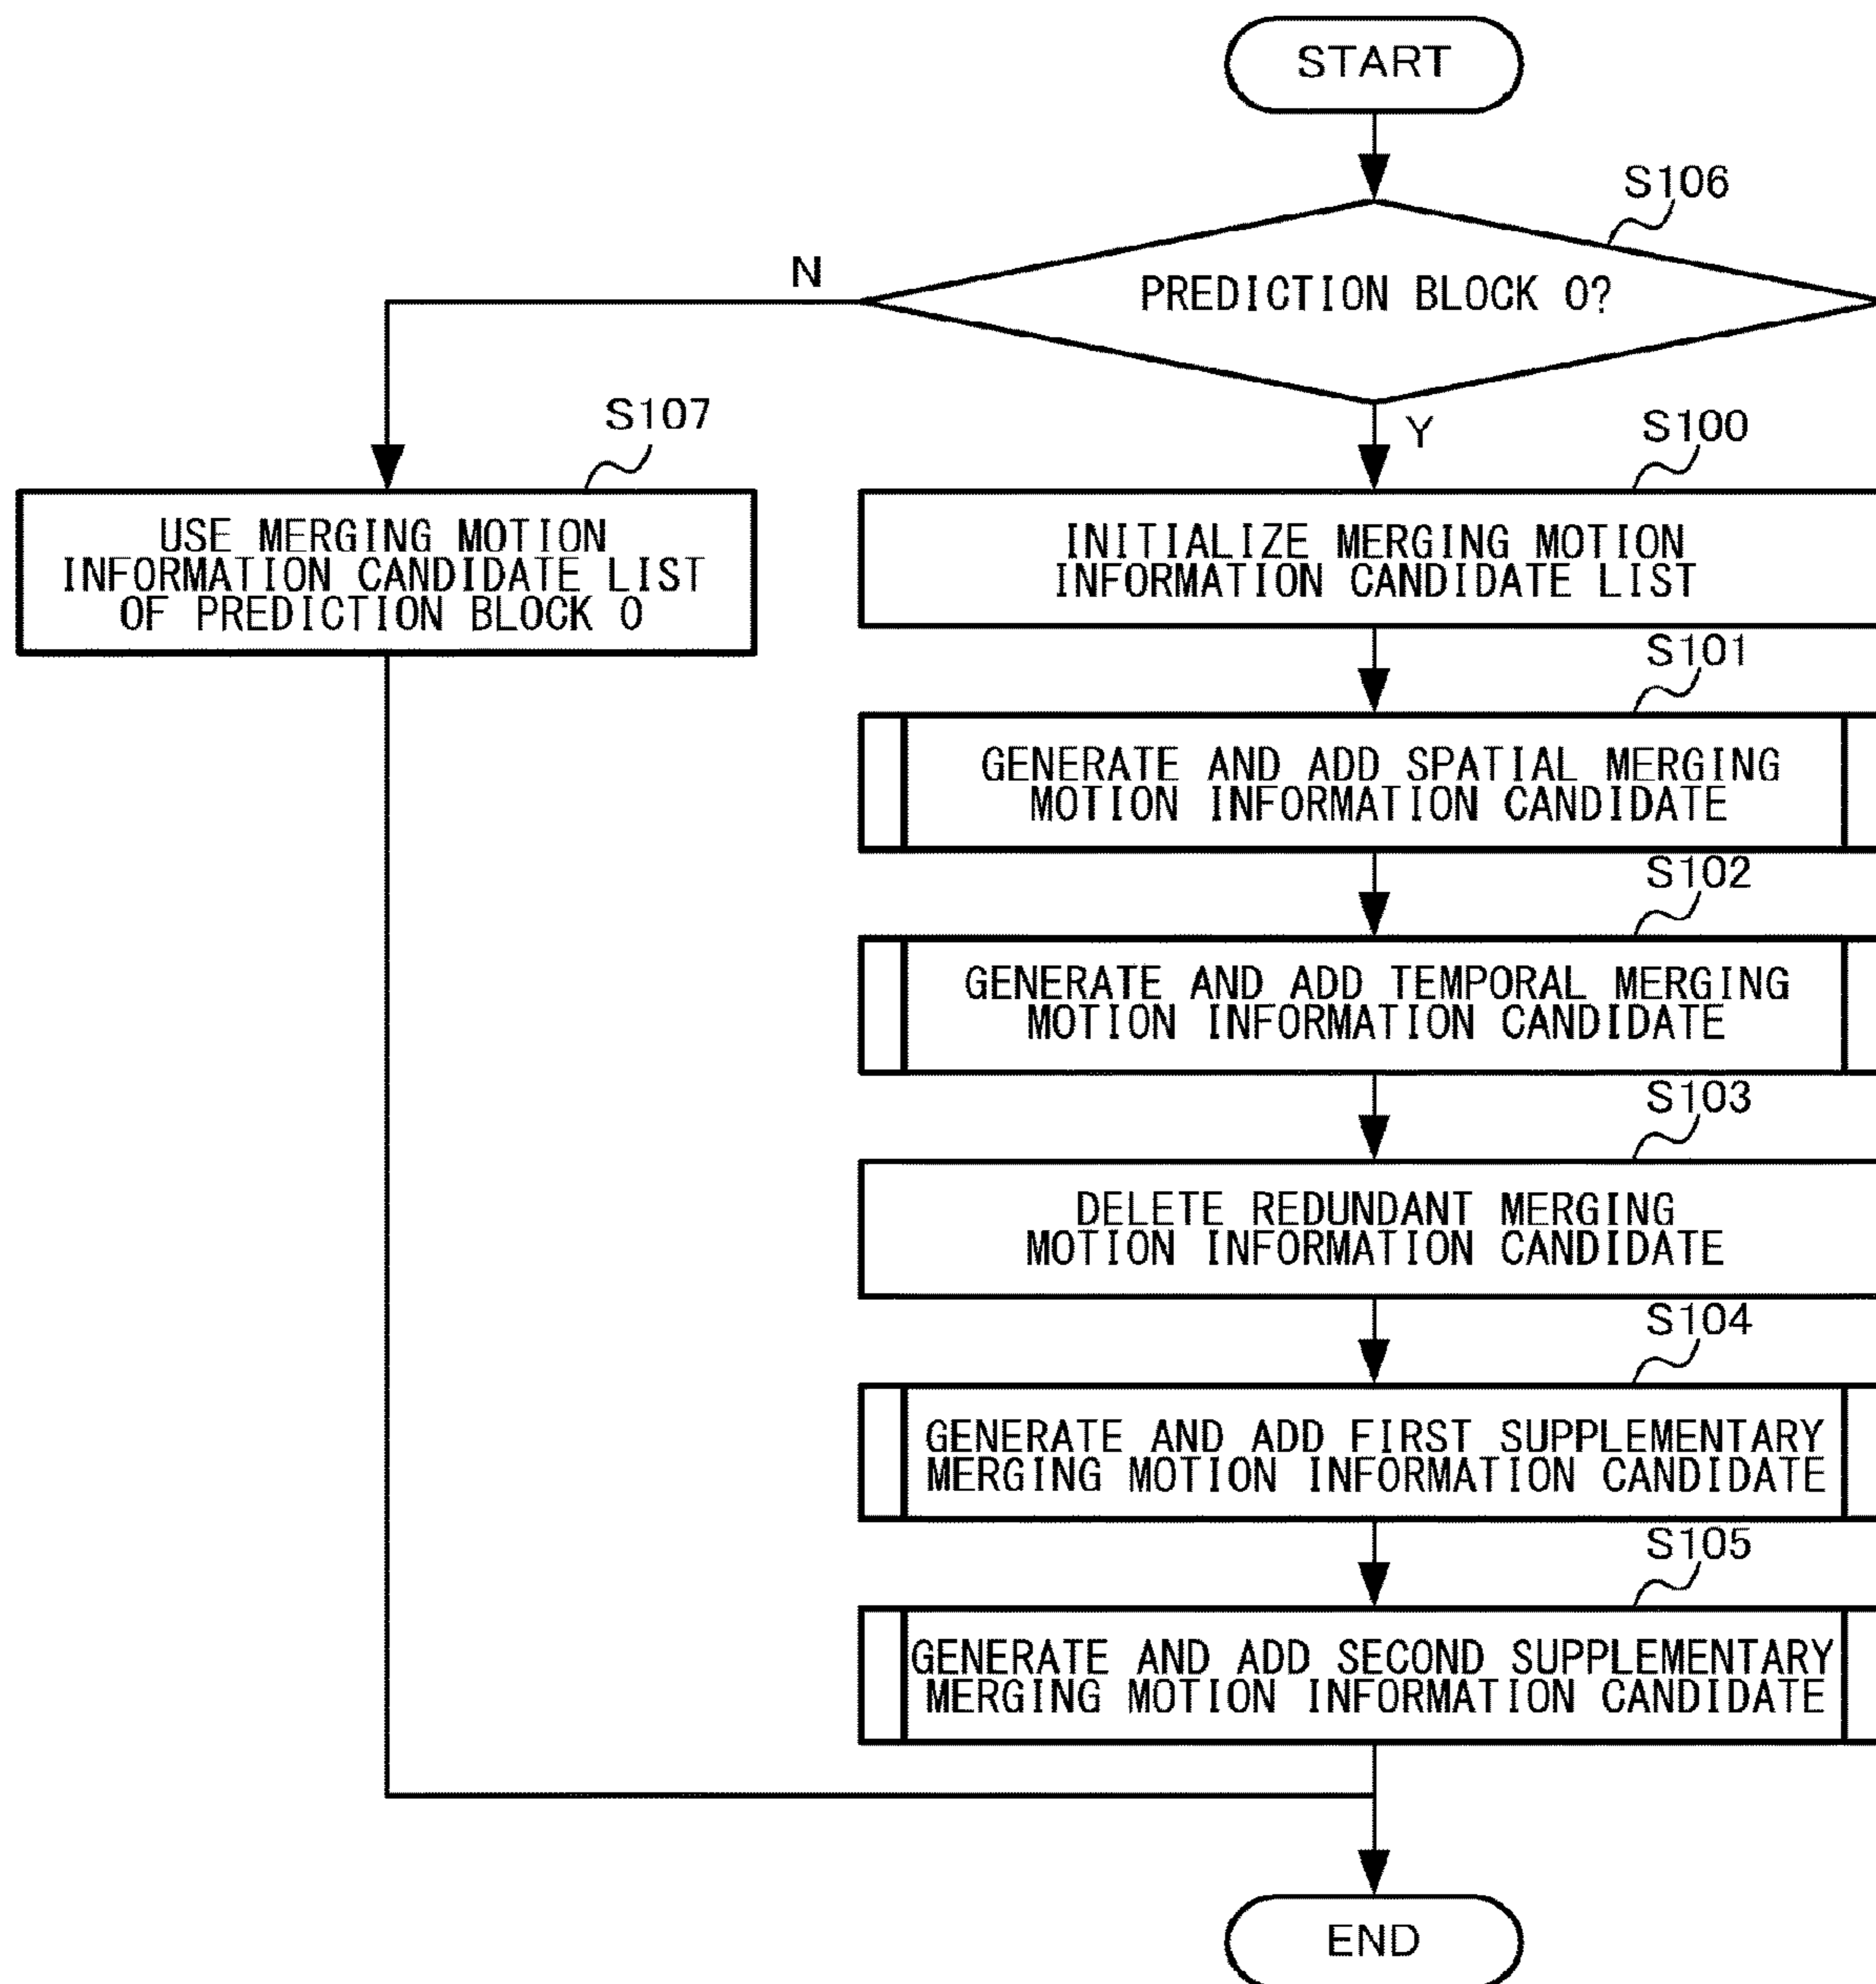 START
S106
PREDICTION BLOCK 0?
N
Y
S107
USE MERGING MOTION
INFORMATION CANDIDATE LIST
OF PREDICTION BLOCK 0
S100
INITIALIZE MERGING MOTION
INFORMATION CANDIDATE LIST
S101
GENERATE AND ADD SPATIAL MERGING
MOTION INFORMATION CANDIDATE
S102
GENERATE AND ADD TEMPORAL MERGING
MOTION INFORMATION CANDIDATE
S103
DELETE REDUNDANT MERGING
MOTION INFORMATION CANDIDATE
S104
GENERATE AND ADD FIRST SUPPLEMENTARY
MERGING MOTION INFORMATION CANDIDATE
S105
GENERATE AND ADD SECOND SUPPLEMENTARY
MERGING MOTION INFORMATION CANDIDATE
END